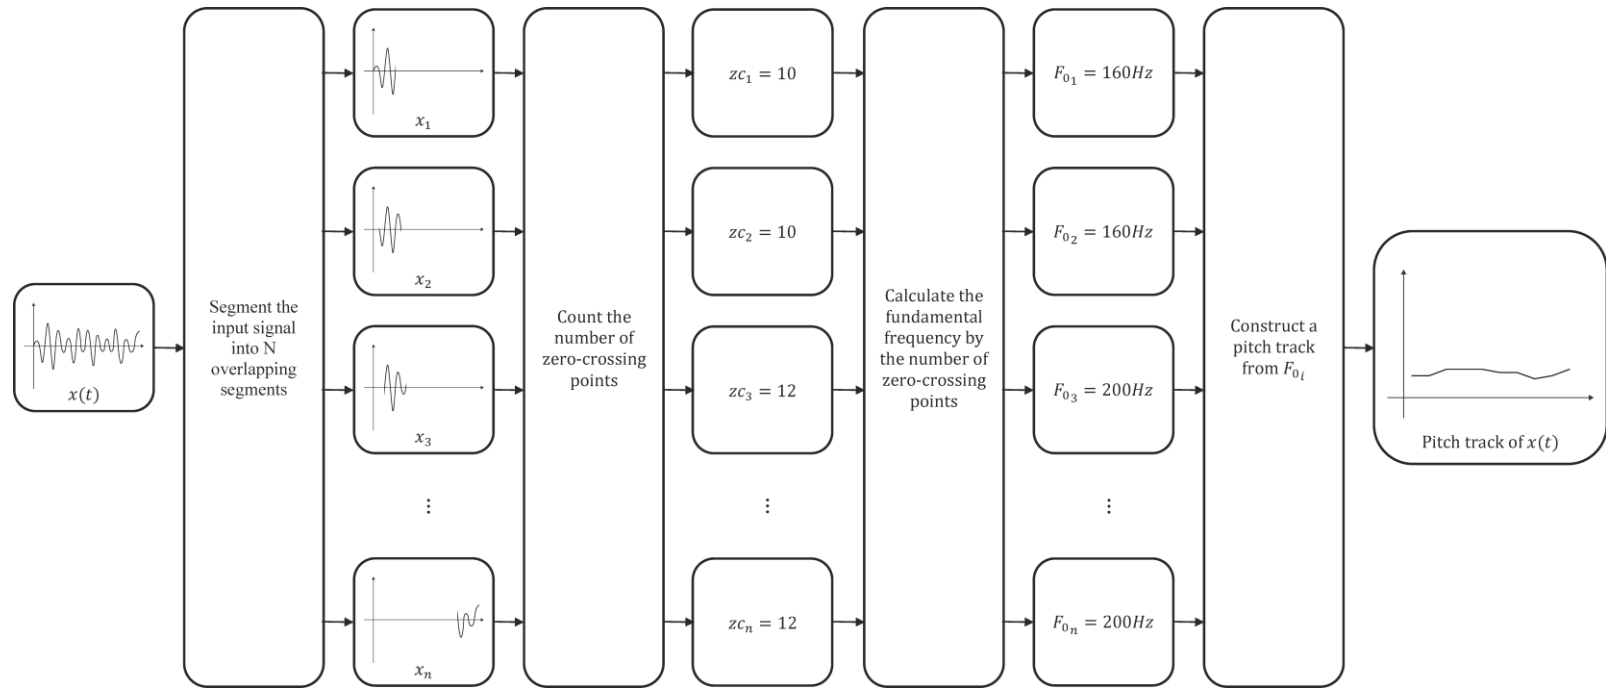 x(t)
Segment the
input signal
into N
overlapping
segments
x₁
x₂
x₃
⋮
xₙ
Count the
number of
zero-crossing
points
zc₁ = 10
zc₂ = 10
zc₃ = 12
⋮
zcₙ = 12
Calculate the
fundamental
frequency by
the number of
zero-crossing
points
F₀₁ = 160Hz
F₀₂ = 160Hz
F₀₃ = 200Hz
⋮
F₀ₙ = 200Hz
Construct a
pitch track
from F₀ᵢ
Pitch track of x(t)